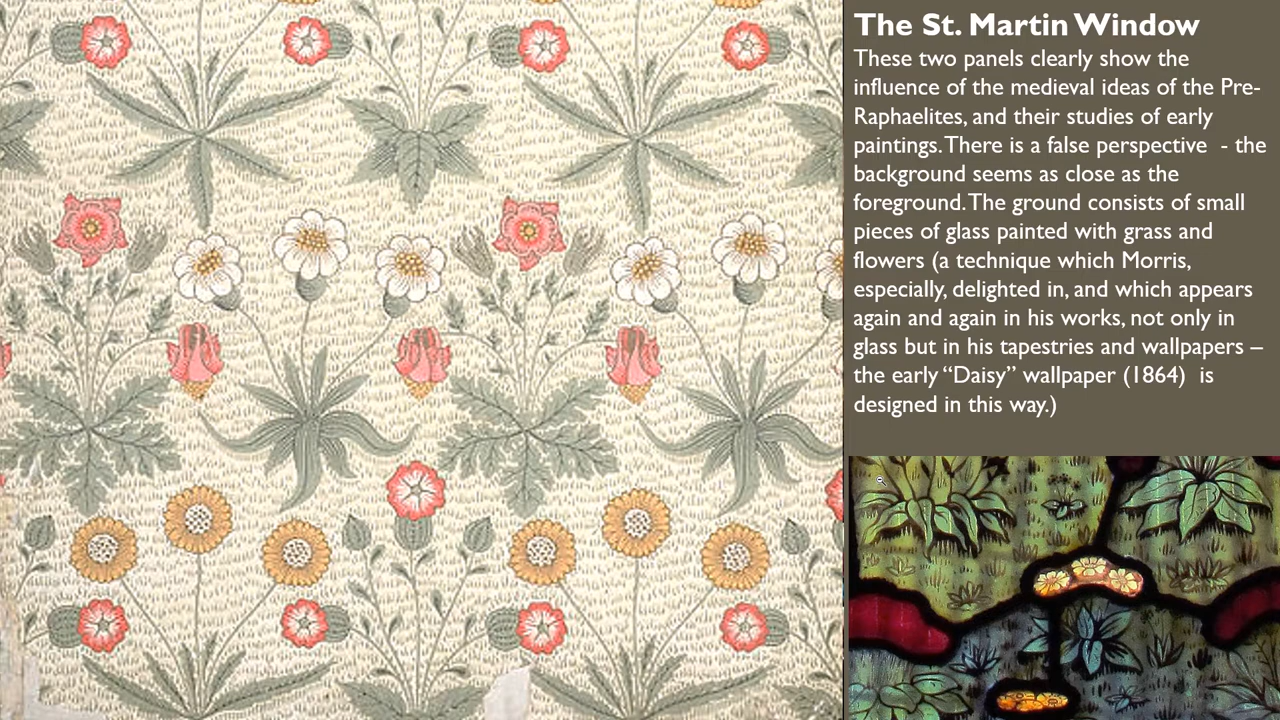 The St. Martin Window
These two panels clearly show the
influence of the medieval ideas of the Pre-
Raphaelites, and their studies of early
paintings. There is a false perspective  - the
background seems as close as the
foreground. The ground consists of small
pieces of glass painted with grass and
flowers (a technique which Morris,
especially, delighted in, and which appears
again and again in his works, not only in
glass but in his tapestries and wallpapers –
the early “Daisy” wallpaper (1864)  is
designed in this way.)